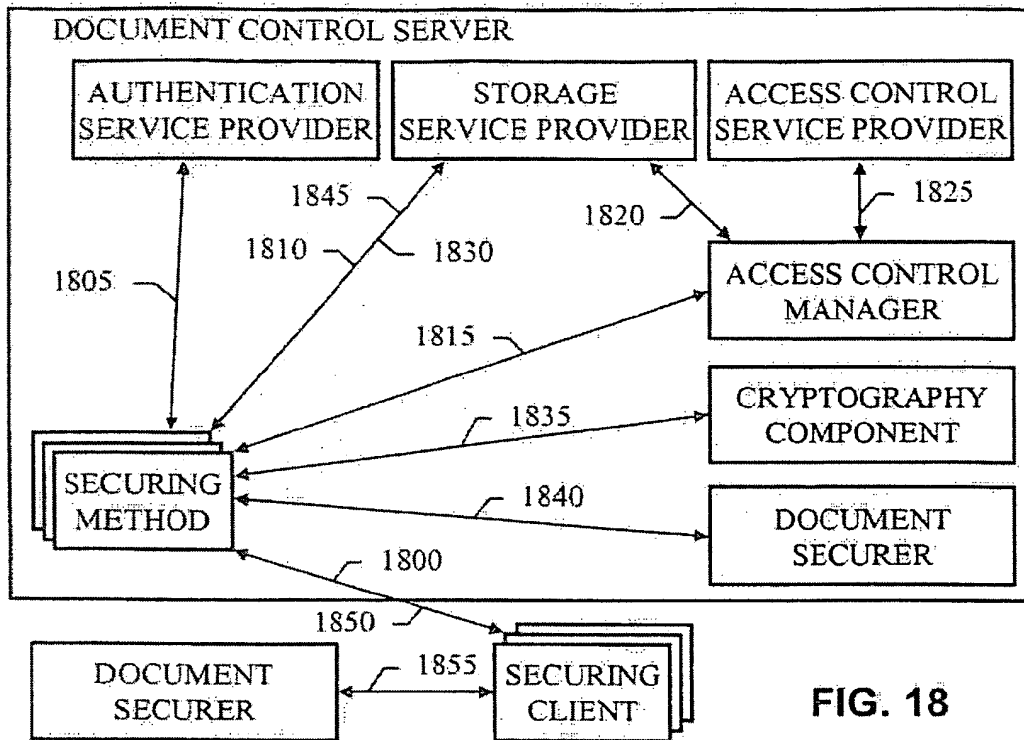 DOCUMENT CONTROL SERVER
AUTHENTICATION
SERVICE PROVIDER
STORAGE
SERVICE PROVIDER
ACCESS CONTROL
SERVICE PROVIDER
1845
1810
1830
1820
1825
1805
ACCESS CONTROL
MANAGER
1815
CRYPTOGRAPHY
COMPONENT
1835
SECURING
METHOD
1840
DOCUMENT
SECURER
1800
1850
DOCUMENT
SECURER
1855
SECURING
CLIENT
FIG. 18